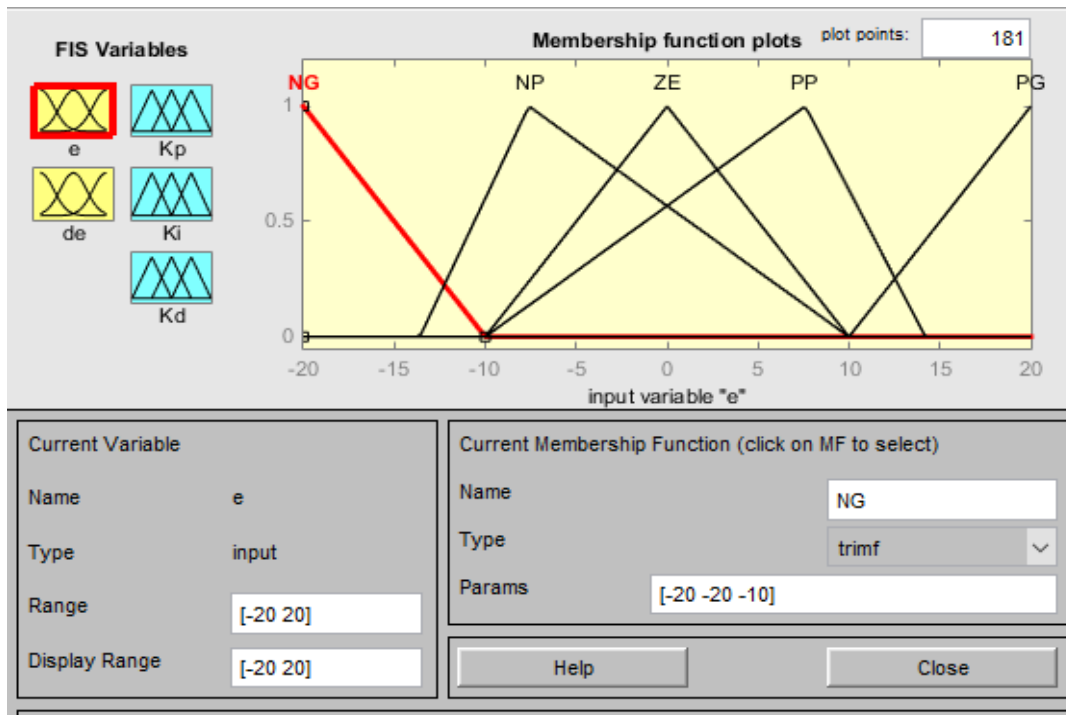 FIS Variables
e
Kp
de
Ki
Kd
Membership function plots
plot points:
181
NG
NP
ZE
PP
PG
1
0.5
0
-20
-15
-10
-5
0
5
10
15
20
input variable "e"
Current Variable
Name
e
Type
input
Range
[-20 20]
Display Range
[-20 20]
Current Membership Function (click on MF to select)
Name
NG
Type
trimf
Params
[-20 -20 -10]
Help
Close